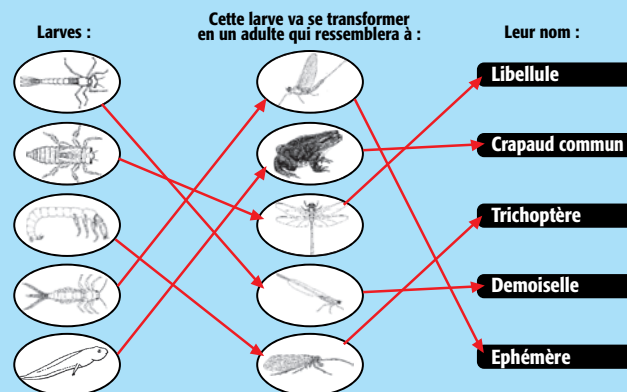 Larves :
Cette larve va se transformer
en un adulte qui ressemblera à :
Leur nom :
Libellule
Crapaud commun
Trichoptère
Demoiselle
Ephémère